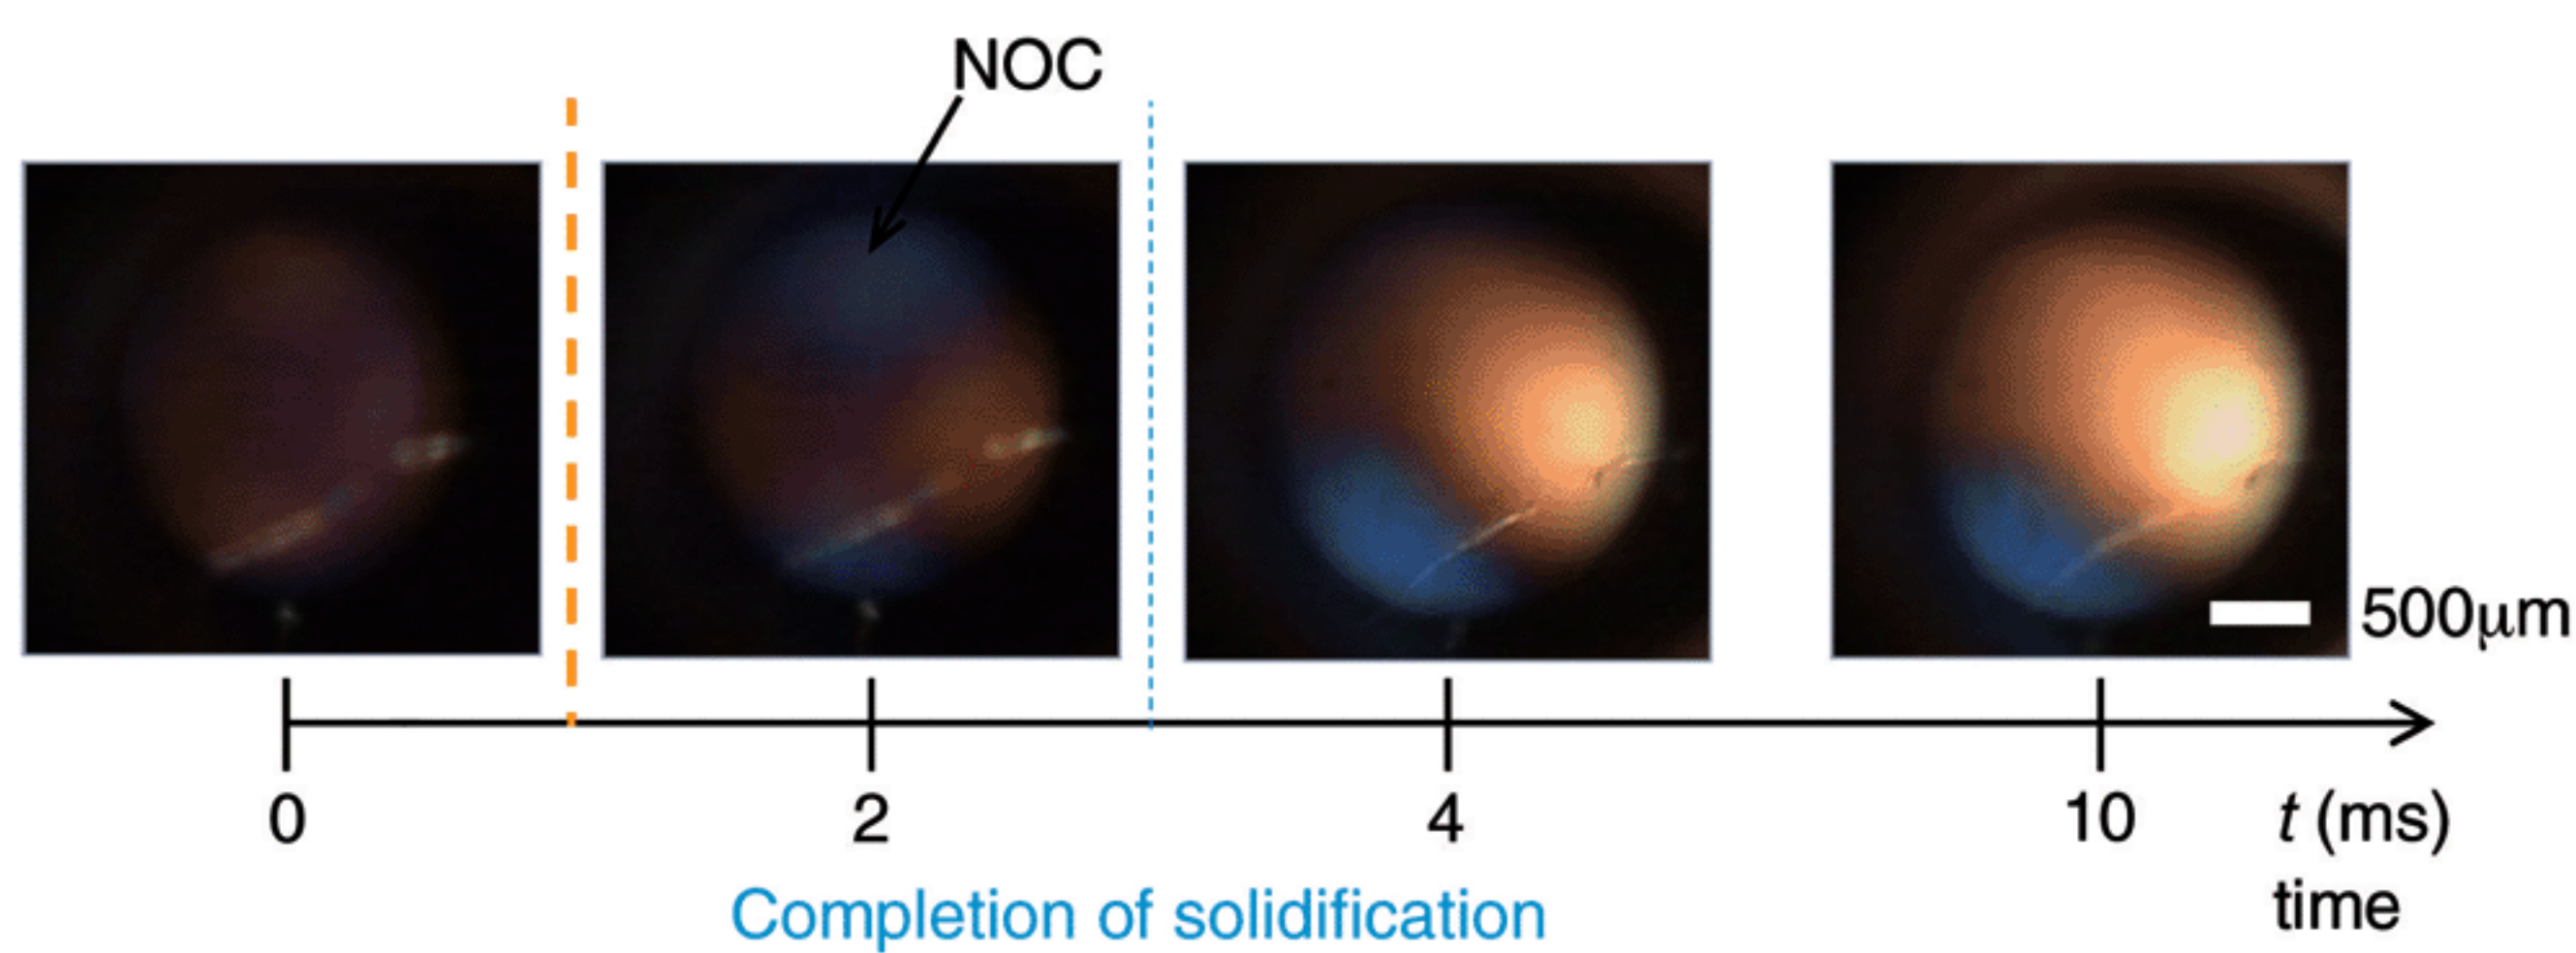 NOC
500μm
0 2 4 10 t (ms)
time
Completion of solidification